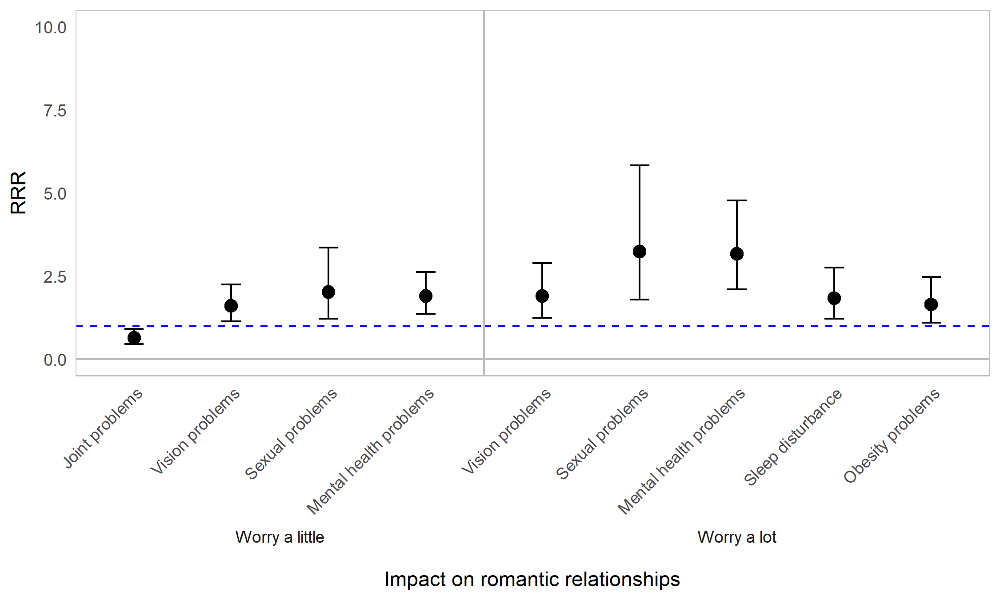 10.0
7.5
5.0
2.5
0.0
RRR
Joint problems
Vision problems
Sexual problems
Mental health problems
Vision problems
Sexual problems
Mental health problems
Sleep disturbance
Obesity problems
Worry a little
Worry a lot
Impact on romantic relationships